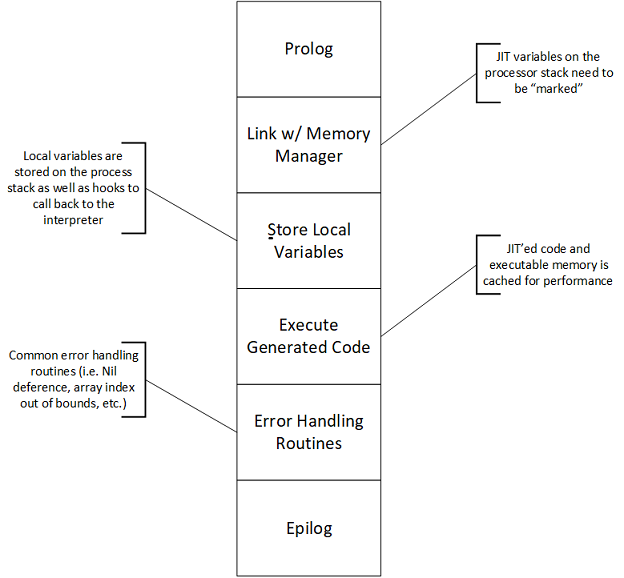 Prolog
JIT variables on the
processor stack need to
be “marked”
Link w/ Memory
Manager
Local variables are
stored on the process
stack as well as hooks to
call back to the
interpreter
Store Local
Variables
JIT’ed code and
executable memory is
cached for performance
Execute
Generated Code
Common error handling
routines (i.e. Nil
deference, array index
out of bounds, etc.)
Error Handling
Routines
Epilog